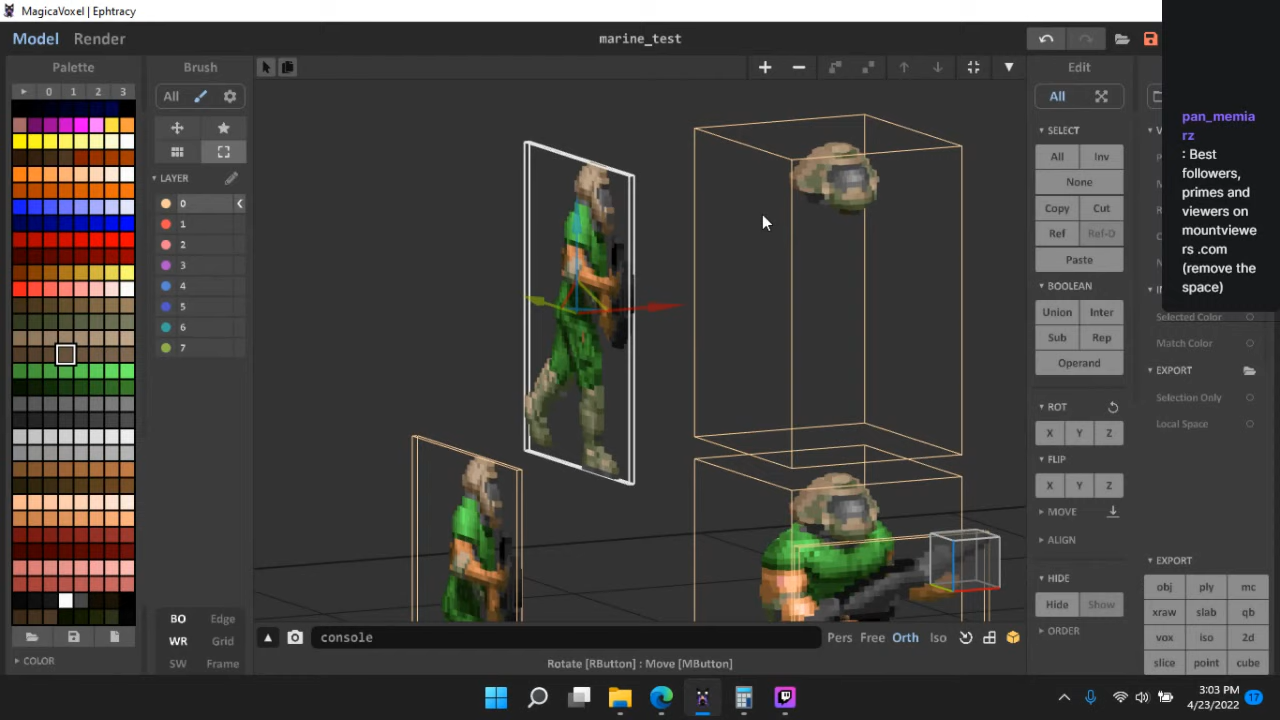 MagicaVoxel | Ephtracy
Model Render
marine_test
Palette
0 1 2 3
COLOR
Brush
All
LAYER
0
1
2
3
4
5
6
7
BO Edge
WR Grid
SW Frame
console
Pers Free Orth Iso
Rotate [RButton] : Move [MButton]
Edit
All
SELECT
All Inv
None
Copy Cut
Ref Ref-D
Paste
BOOLEAN
Union Inter
Sub Rep
Operand
ROT
X Y Z
FLIP
X Y Z
MOVE
ALIGN
HIDE
Hide Show
ORDER
Selected Color
Match Color
EXPORT
Selection Only
Local Space
EXPORT
obj ply mc
xraw slab qb
vox iso 2d
slice point cube
pan_memia
rz
: Best
followers,
primes and
viewers on
mountviewe
rs .com
(remove the
space)
3:03 PM
4/23/2022
17